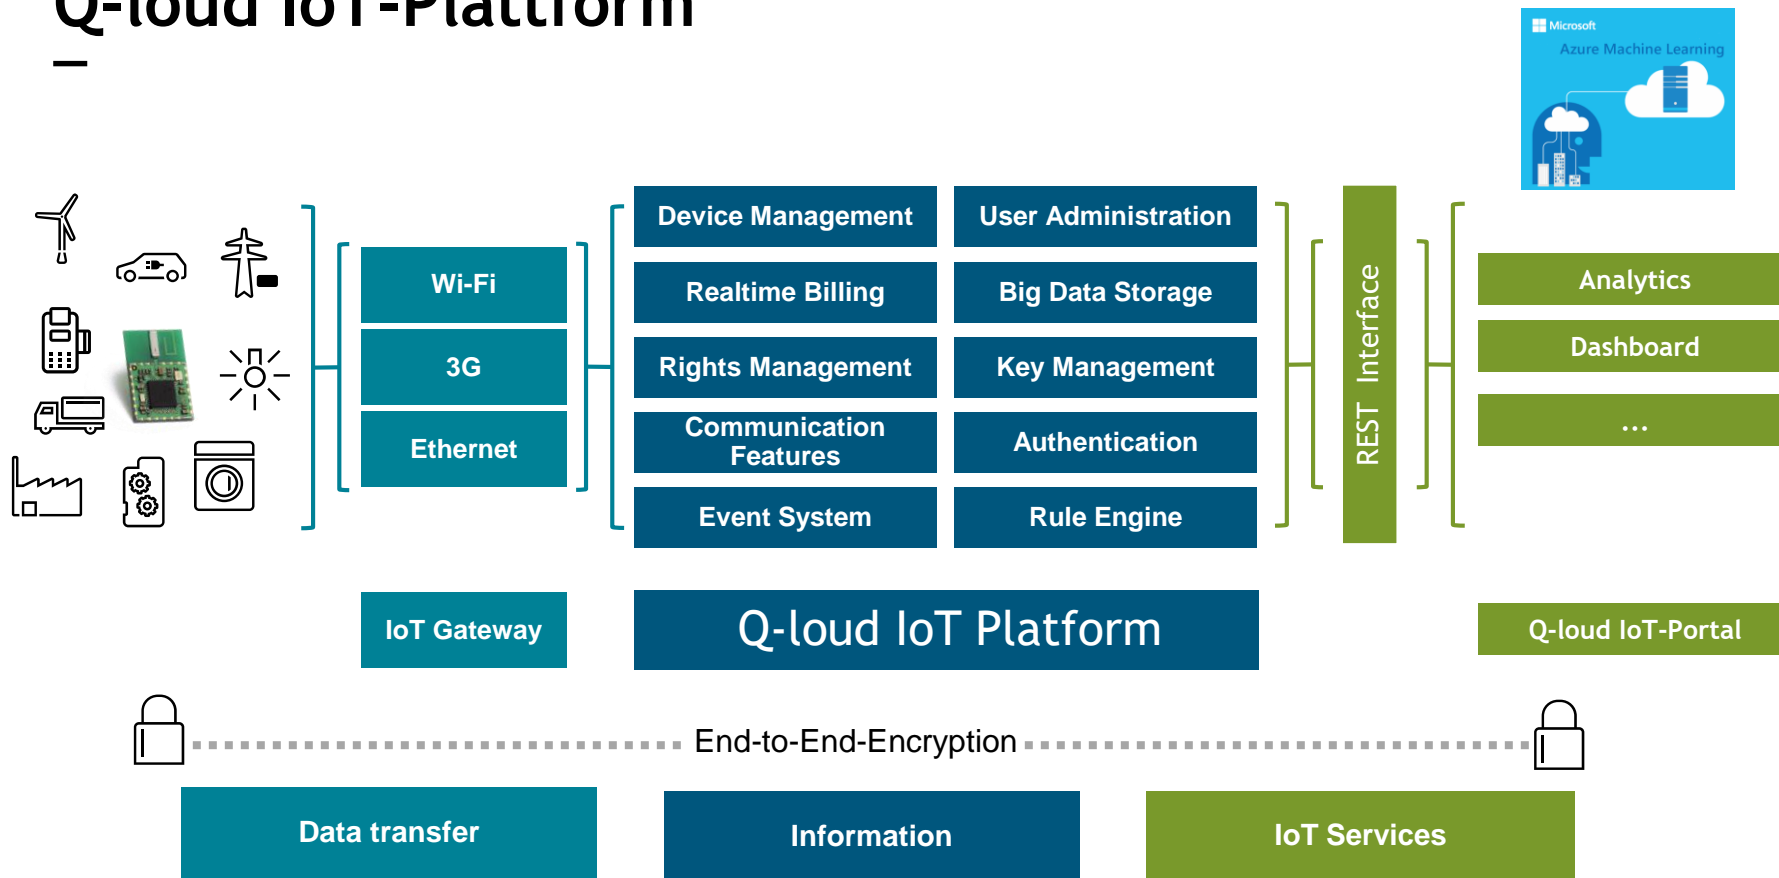 Q-loud IoT-Plattform
Microsoft
Azure Machine Learning
Wi-Fi
3G
Ethernet
Device Management
User Administration
Realtime Billing
Big Data Storage
Rights Management
Key Management
Communication
Features
Authentication
Event System
Rule Engine
REST Interface
Analytics
Dashboard
...
IoT Gateway
Q-loud IoT Platform
Q-loud IoT-Portal
End-to-End-Encryption
Data transfer
Information
IoT Services